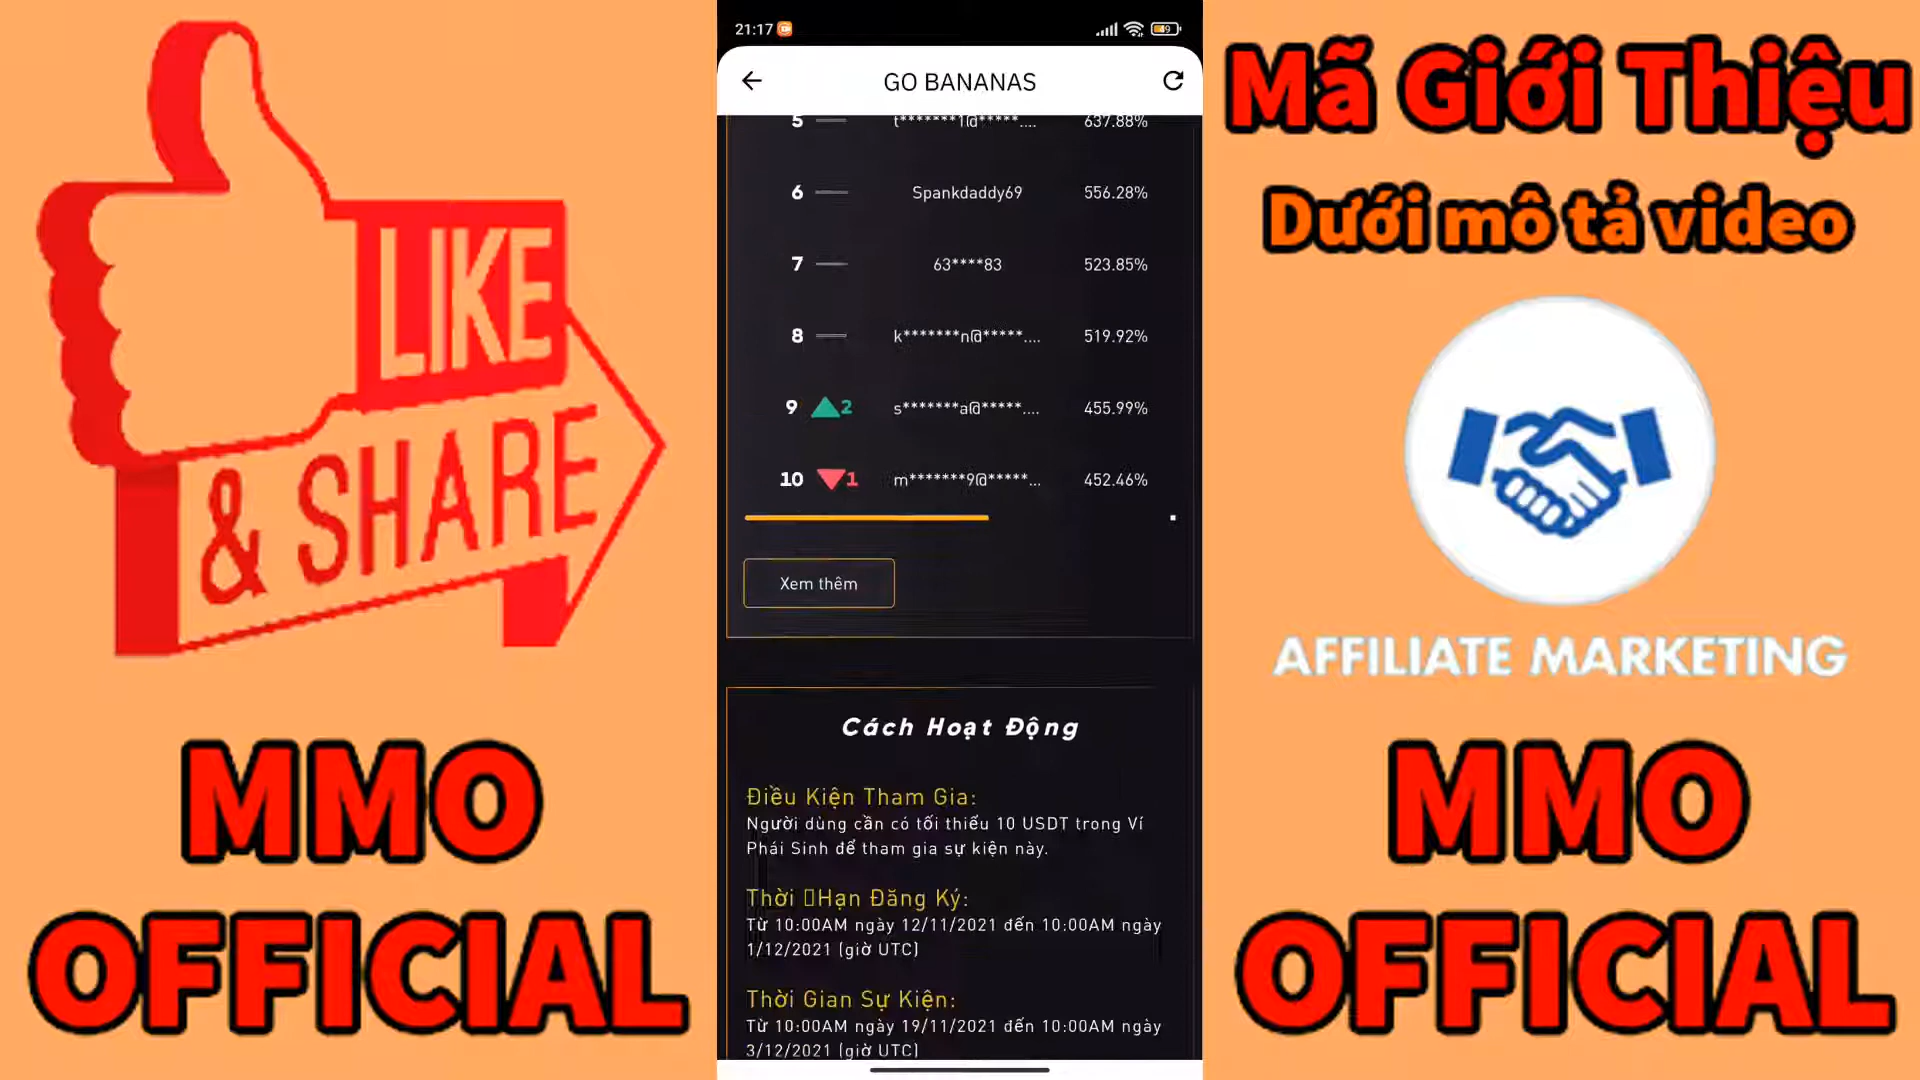 LIKE
& SHARE
MMO
OFFICIAL
21:17
49
GO BANANAS
5 t*******1@*****.... 637.88%
6 Spankdaddy69 556.28%
7 63****83 523.85%
8 k*******n@*****.... 519.92%
9 2 s*******a@*****.... 455.99%
10 1 m*******9@*****... 452.46%
Xem thêm
Cách Hoạt Động
Điều Kiện Tham Gia:
Người dùng cần có tối thiểu 10 USDT trong Ví
Phái Sinh để tham gia sự kiện này.
Thời Hạn Đăng Ký:
Từ 10:00AM ngày 12/11/2021 đến 10:00AM ngày
1/12/2021 (giờ UTC)
Thời Gian Sự Kiện:
Từ 10:00AM ngày 19/11/2021 đến 10:00AM ngày
3/12/2021 (giờ UTC)
Mã Giới Thiệu
Dưới mô tả video
AFFILIATE MARKETING
MMO
OFFICIAL